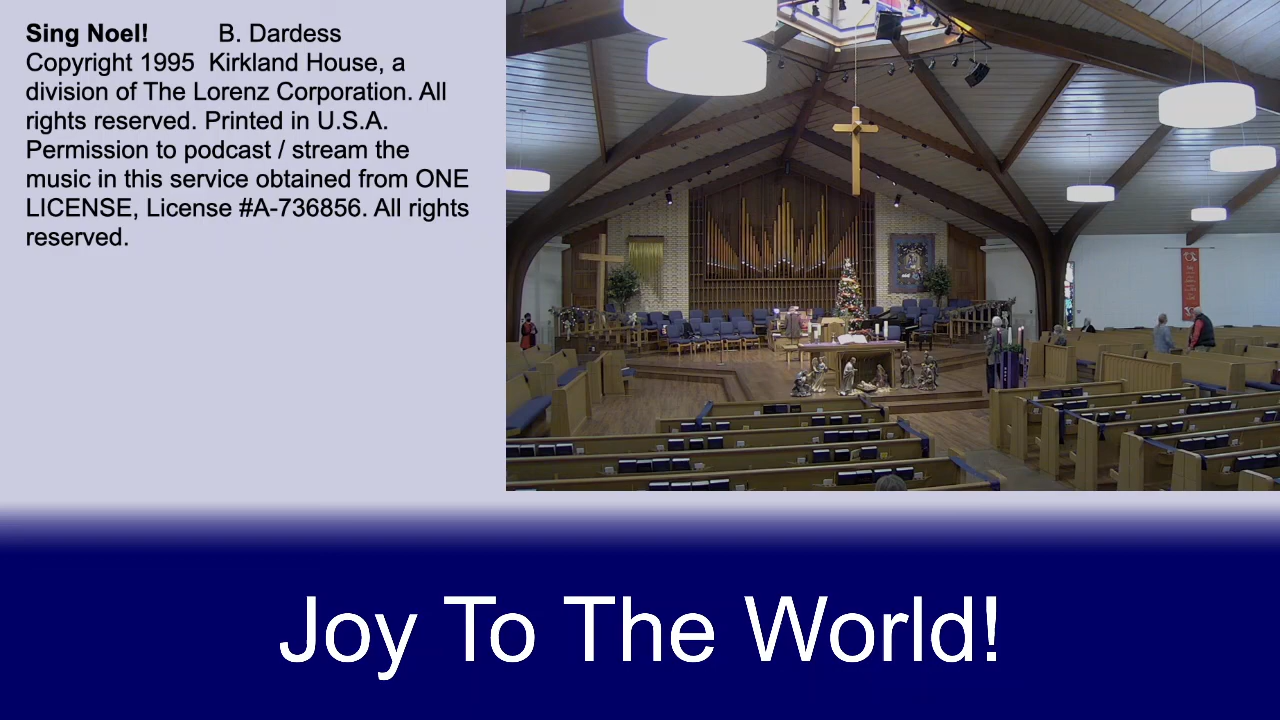 Sing Noel! B. Dardess
Copyright 1995 Kirkland House, a
division of The Lorenz Corporation. All
rights reserved. Printed in U.S.A.
Permission to podcast / stream the
music in this service obtained from ONE
LICENSE, License #A-736856. All rights
reserved.
Joy To The World!